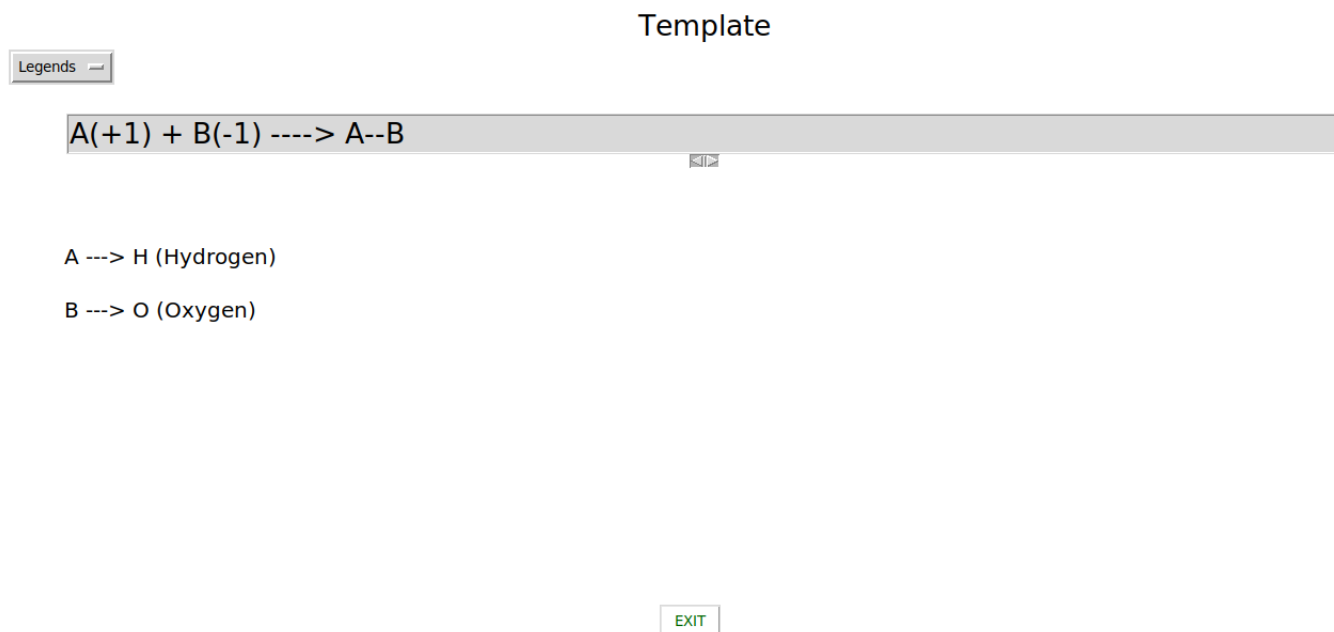 Template
Legends
A(+1) + B(-1) ----> A--B
A ---> H (Hydrogen)
B ---> O (Oxygen)
EXIT